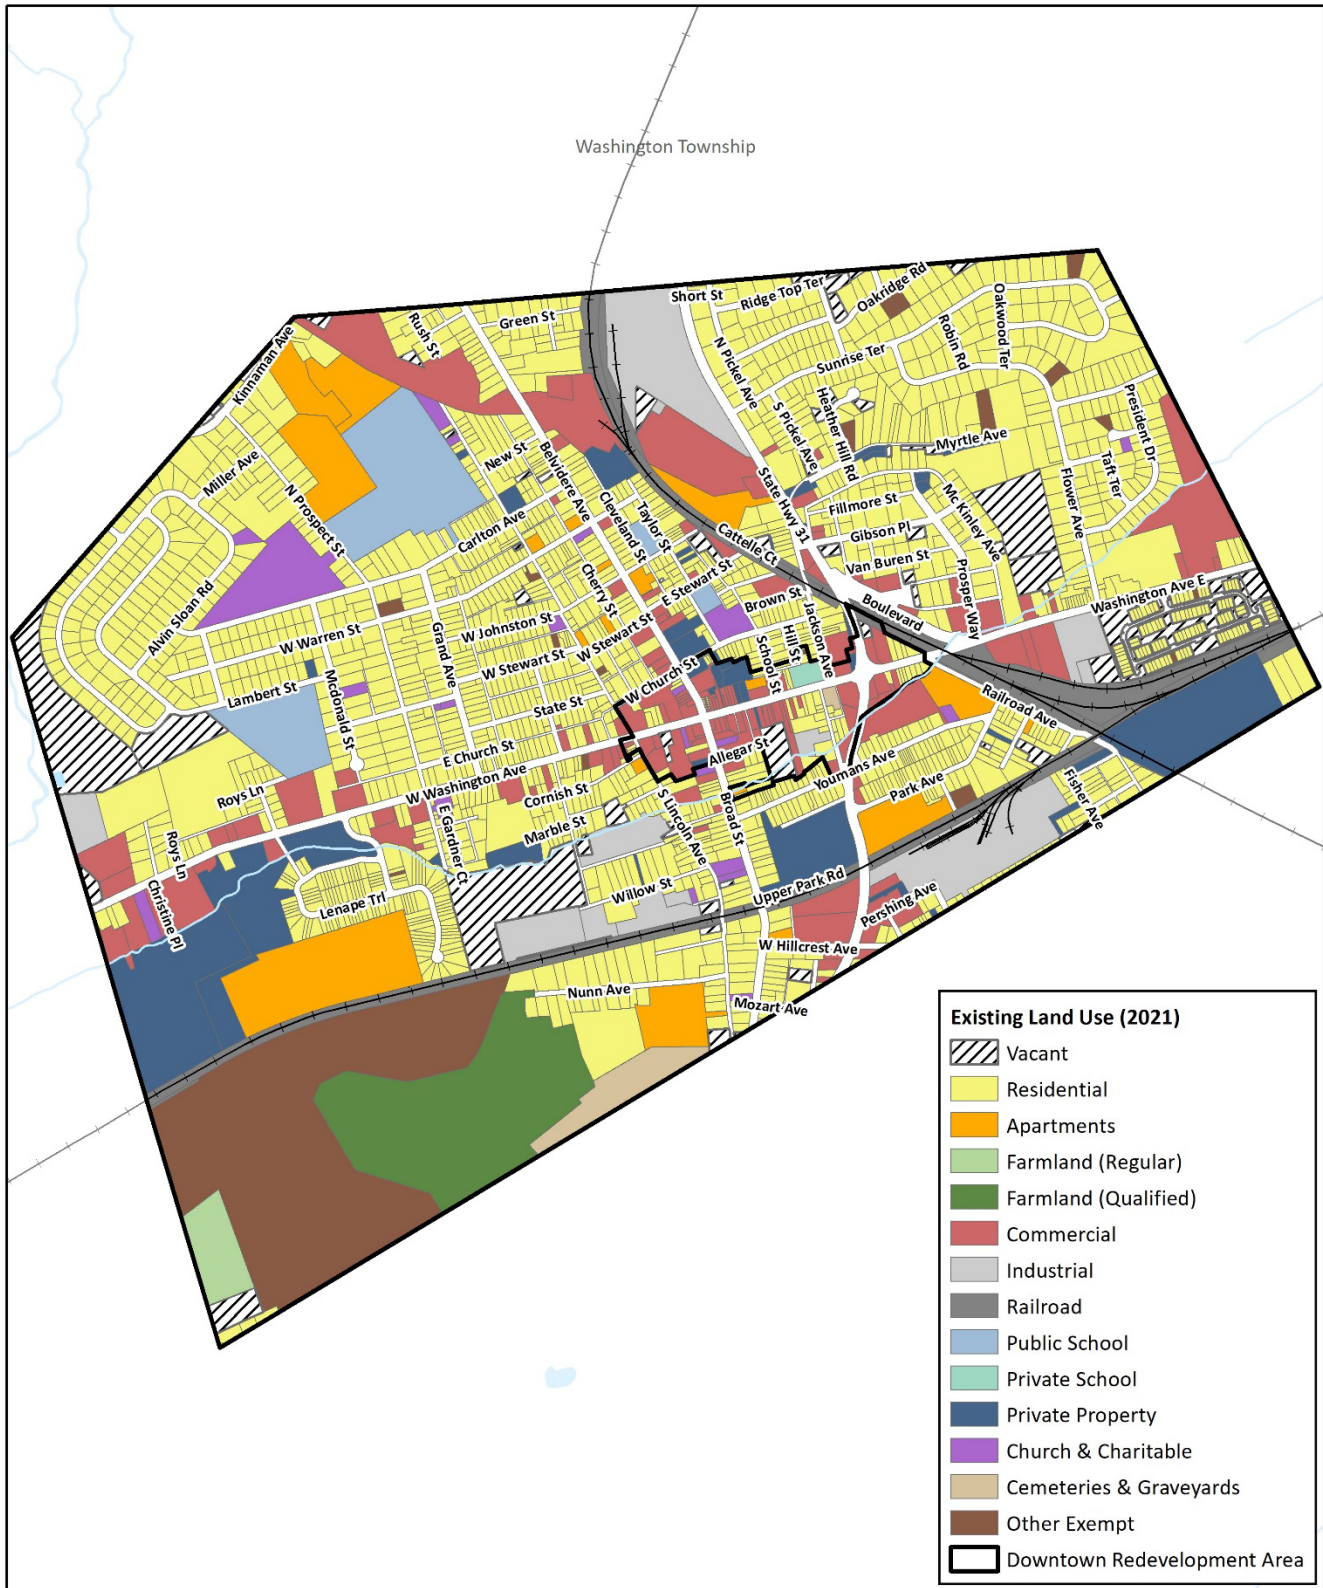 Washington Township
Short St
Ridge Top Ter
Oakridge Rd
Oakwood Ter
Green St
Rush St
Kinnaman Ave
N Pickel Ave
Sunrise Ter
Robin Rd
Heather Hill Rd
S Pickel Ave
President Dr
Myrtle Ave
Taft Ter
Flower Ave
New St
Belvidere Ave
Miller Ave
N Prospect St
Cleveland St
Taylor St
State Hwy 31
Fillmore St
Mc Kinley Ave
Carlton Ave
Cattelle Ct
Gibson Pl
Van Buren St
Cherry St
E Stewart St
Prosper Way
Alvin Sloan Rd
Brown St
Boulevard
Washington Ave E
W Warren St
Grand Ave
W Johnston St
W Stewart St
Jackson Ave
W Stewart St
Hill St
School St
W Church St
Lambert St
Mcdonald St
State St
Railroad Ave
E Church St
Allegar St
W Washington Ave
Youmans Ave
Roys Ln
Cornish St
S Lincoln Ave
Broad St
Park Ave
Fisher Ave
Marble St
E Gardner Ct
Roys Ln
Christine Pl
Lenape Trl
Willow St
Upper Park Rd
Pershing Ave
W Hillcrest Ave
Nunn Ave
Mozart Ave
Existing Land Use (2021)
Vacant
Residential
Apartments
Farmland (Regular)
Farmland (Qualified)
Commercial
Industrial
Railroad
Public School
Private School
Private Property
Church & Charitable
Cemeteries & Graveyards
Other Exempt
Downtown Redevelopment Area